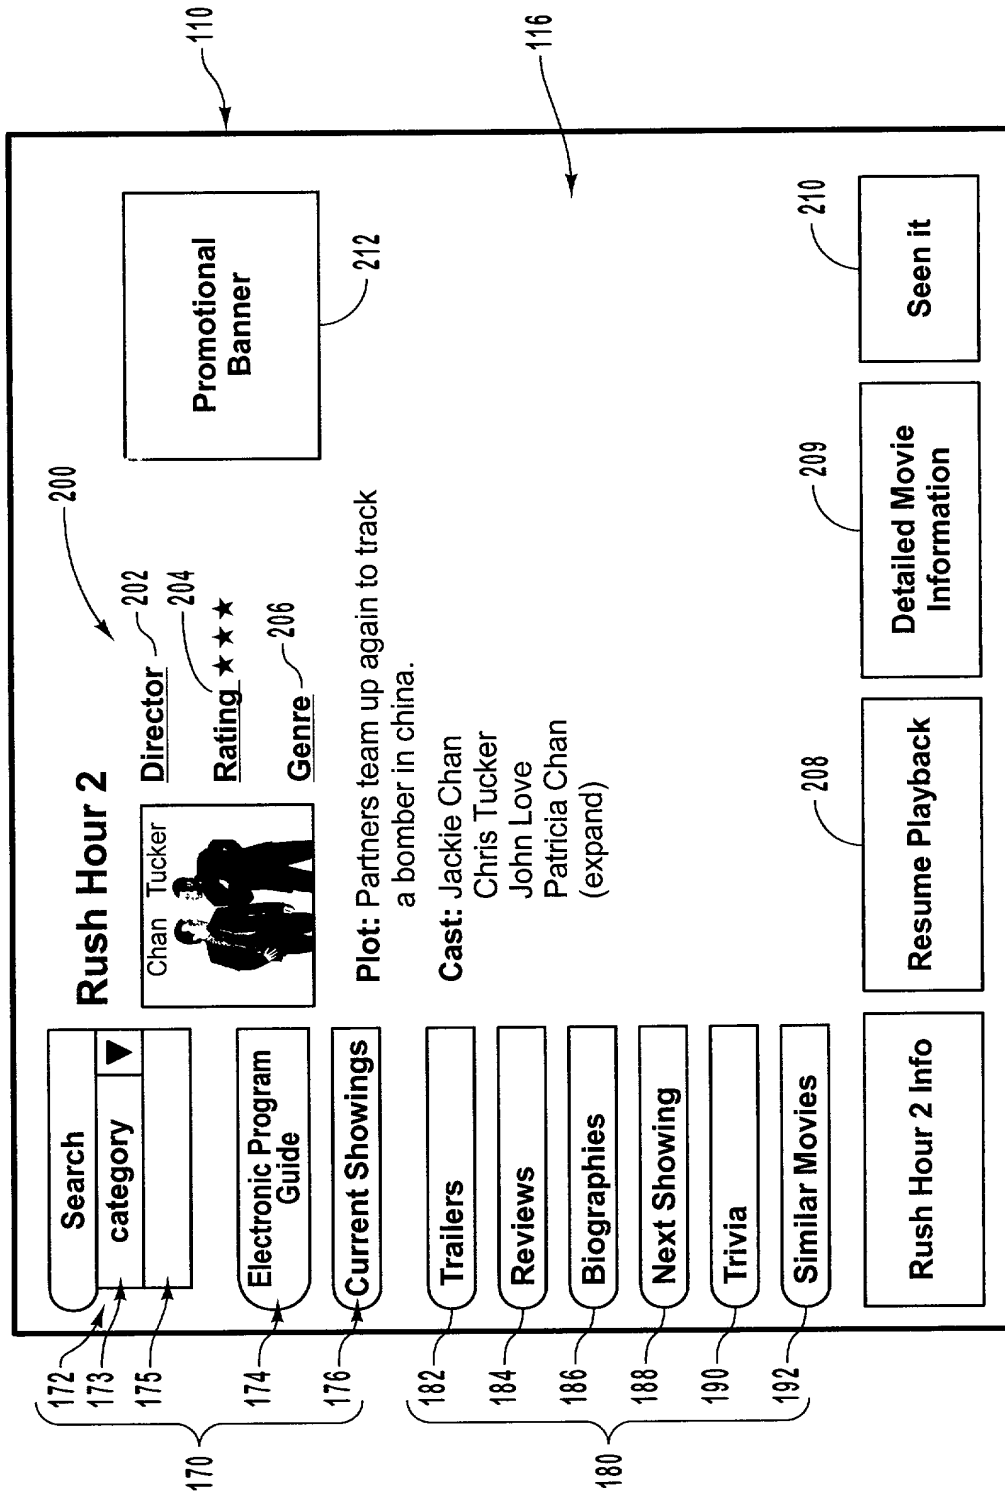 110
116
170
172
173
175
174
176
Search
category
Electronic Program
Guide
Current Showings
180
182
184
186
188
190
192
Trailers
Reviews
Biographies
Next Showing
Trivia
Similar Movies
Rush Hour 2
200
Chan Tucker
Director
202
Rating ★★★
204
Genre
206
Plot: Partners team up again to track
a bomber in china.
Cast: Jackie Chan
Chris Tucker
John Love
Patricia Chan
(expand)
Promotional
Banner
212
Rush Hour 2 Info
Resume Playback
208
Detailed Movie
Information
209
Seen it
210